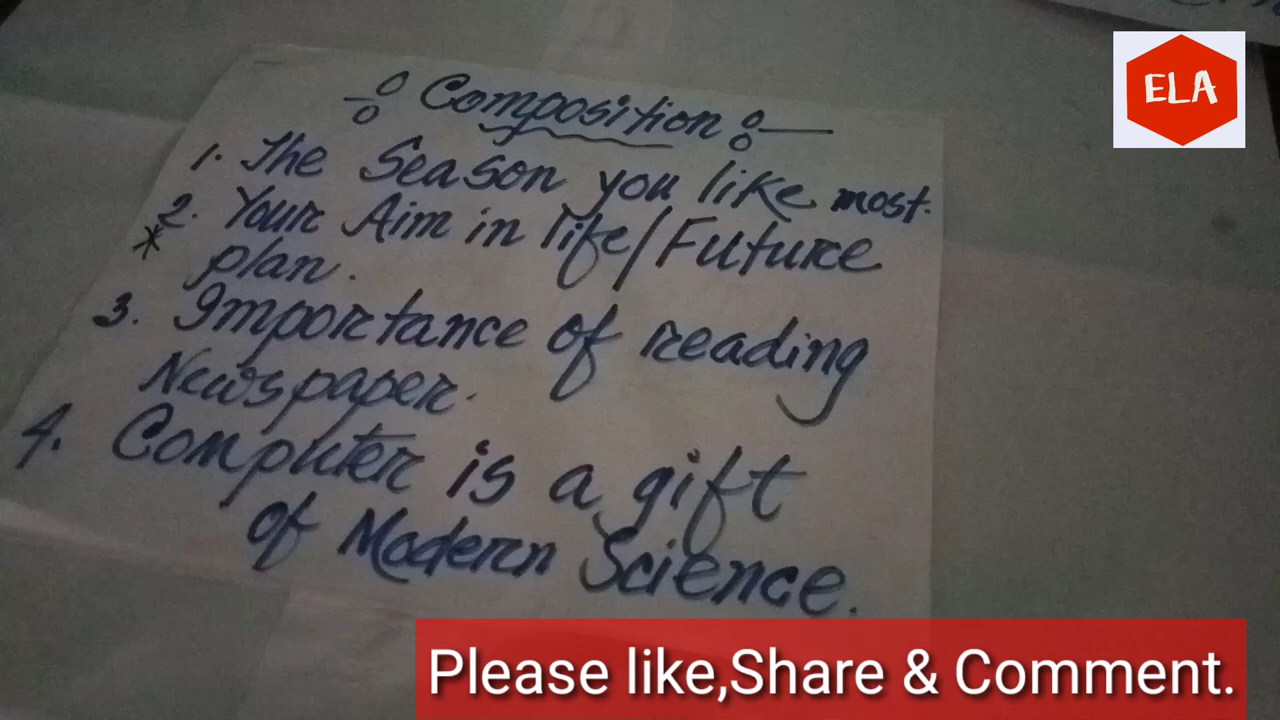 ELA
Composition
1. The Season you like most.
2. Your Aim in life/Future
* plan.
3. Importance of reading
Newspaper.
4. Computer is a gift
of Modern Science.
Please like,Share & Comment.